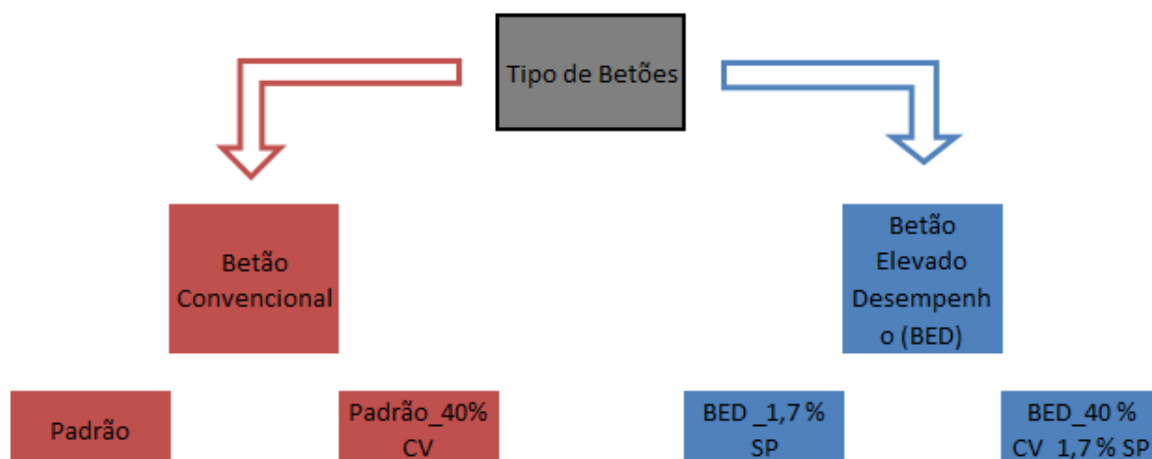 Tipo de Betões
Betão
Convencional
Betão
Elevado
Desempenh
o (BED)
Padrão
Padrão_40%
CV
BED _1,7 %
SP
BED_40 %
CV_1,7 % SP